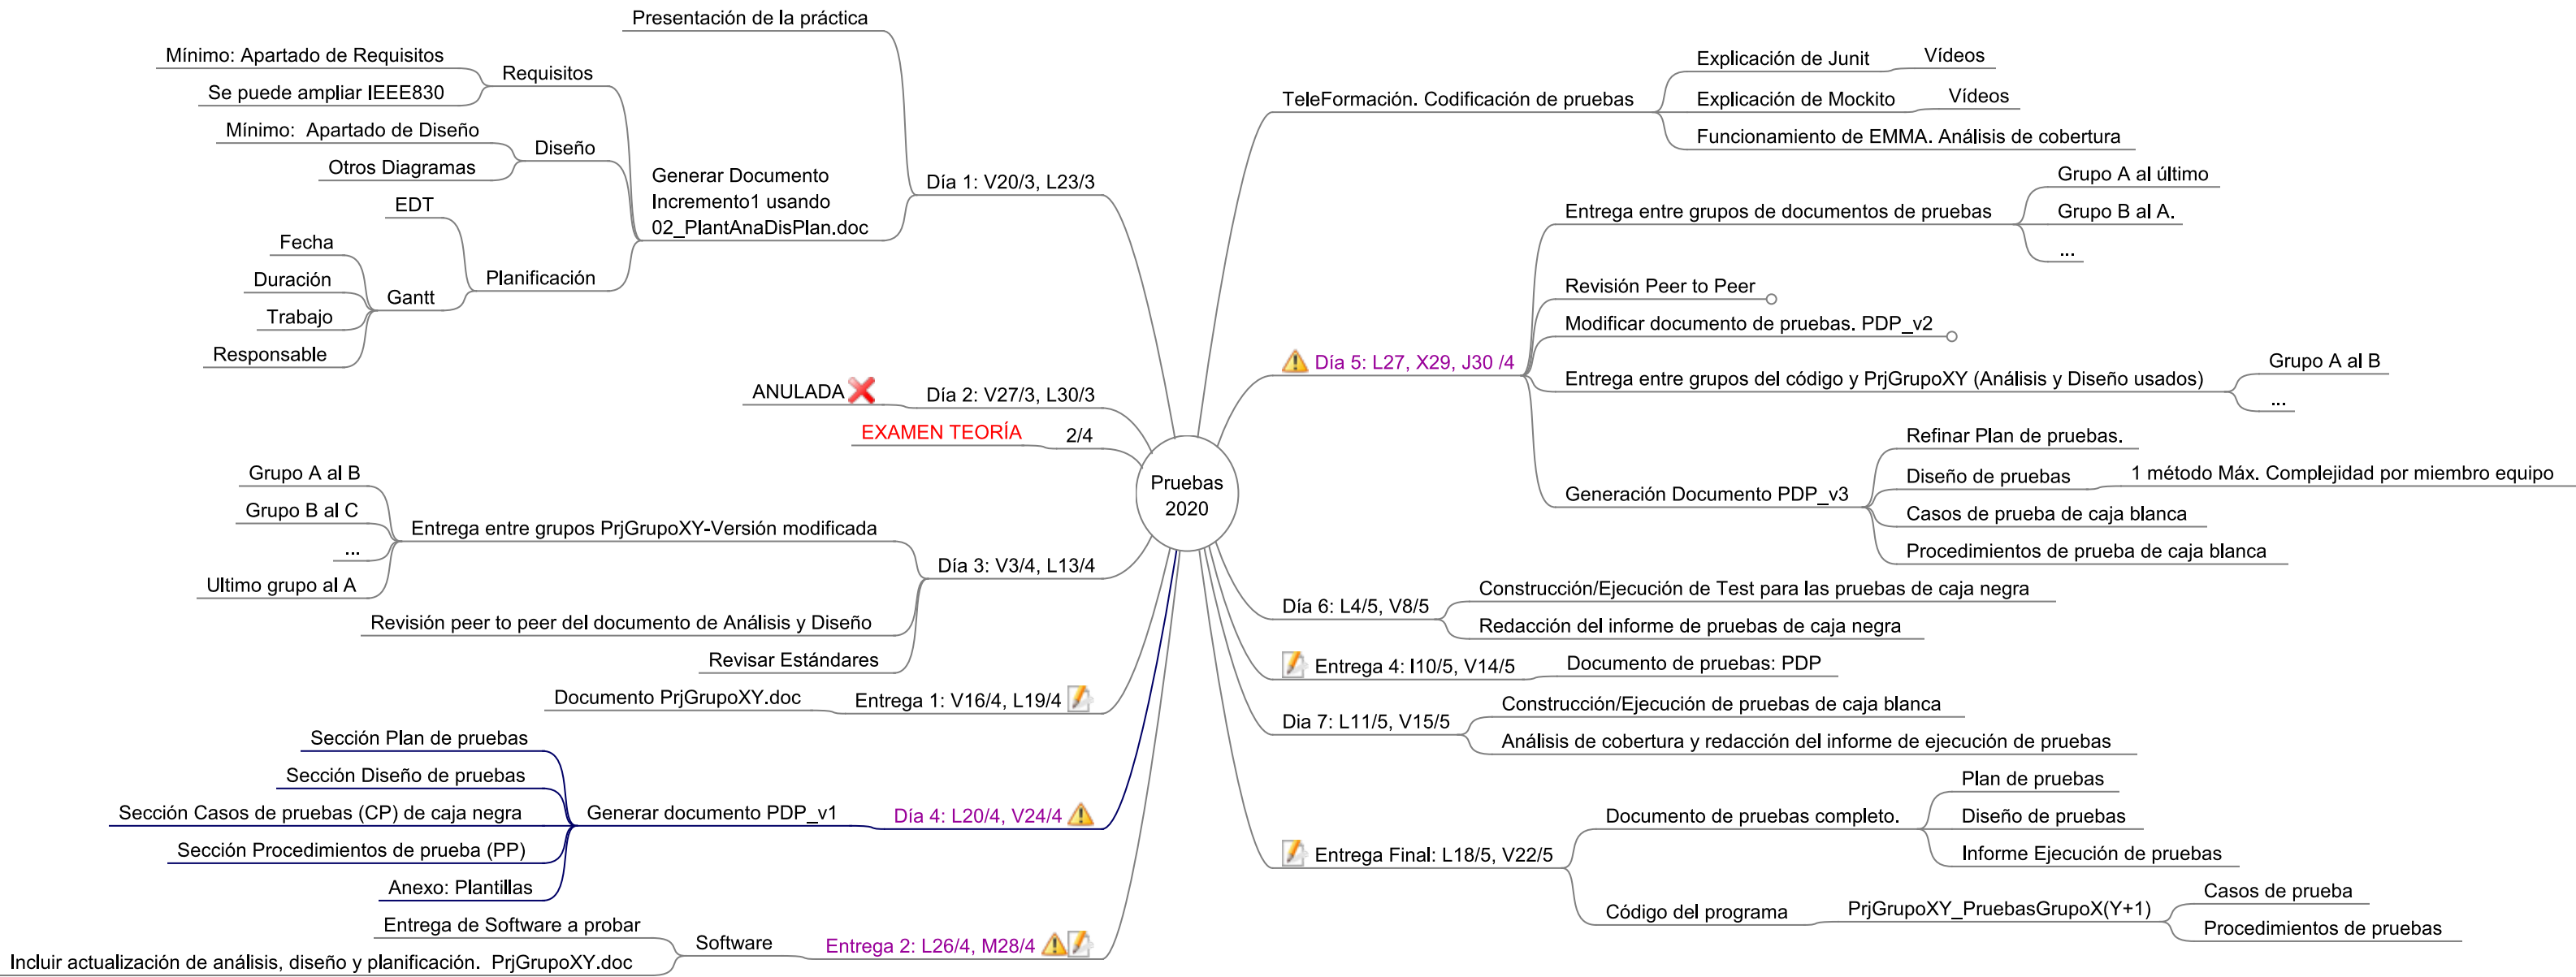 Pruebas
2020
Presentación de la práctica
Mínimo: Apartado de Requisitos
Requisitos
Se puede ampliar IEEE830
Mínimo:  Apartado de Diseño
Diseño
Otros Diagramas
Generar Documento
Incremento1 usando
02_PlantAnaDisPlan.doc
Día 1: V20/3, L23/3
EDT
Fecha
Duración
Planificación
Gantt
Trabajo
Responsable
ANULADA
Día 2: V27/3, L30/3
EXAMEN TEORÍA
2/4
Grupo A al B
Grupo B al C
...
Ultimo grupo al A
Entrega entre grupos PrjGrupoXY-Versión modificada
Día 3: V3/4, L13/4
Revisión peer to peer del documento de Análisis y Diseño
Revisar Estándares
Documento PrjGrupoXY.doc
Entrega 1: V16/4, L19/4
Sección Plan de pruebas
Sección Diseño de pruebas
Sección Casos de pruebas (CP) de caja negra
Sección Procedimientos de prueba (PP)
Anexo: Plantillas
Generar documento PDP_v1
Día 4: L20/4, V24/4
Entrega de Software a probar
Software
Entrega 2: L26/4, M28/4
Incluir actualización de análisis, diseño y planificación.  PrjGrupoXY.doc
TeleFormación. Codificación de pruebas
Explicación de Junit
Vídeos
Explicación de Mockito
Vídeos
Funcionamiento de EMMA. Análisis de cobertura
Día 5: L27, X29, J30 /4
Entrega entre grupos de documentos de pruebas
Grupo A al último
Grupo B al A.
...
Revisión Peer to Peer
Modificar documento de pruebas. PDP_v2
Entrega entre grupos del código y PrjGrupoXY (Análisis y Diseño usados)
Grupo A al B
...
Generación Documento PDP_v3
Refinar Plan de pruebas.
Diseño de pruebas
1 método Máx. Complejidad por miembro equipo
Casos de prueba de caja blanca
Procedimientos de prueba de caja blanca
Día 6: L4/5, V8/5
Construcción/Ejecución de Test para las pruebas de caja negra
Redacción del informe de pruebas de caja negra
Entrega 4: l10/5, V14/5
Documento de pruebas: PDP
Dia 7: L11/5, V15/5
Construcción/Ejecución de pruebas de caja blanca
Análisis de cobertura y redacción del informe de ejecución de pruebas
Entrega Final: L18/5, V22/5
Documento de pruebas completo.
Plan de pruebas
Diseño de pruebas
Informe Ejecución de pruebas
Código del programa
PrjGrupoXY_PruebasGrupoX(Y+1)
Casos de prueba
Procedimientos de pruebas